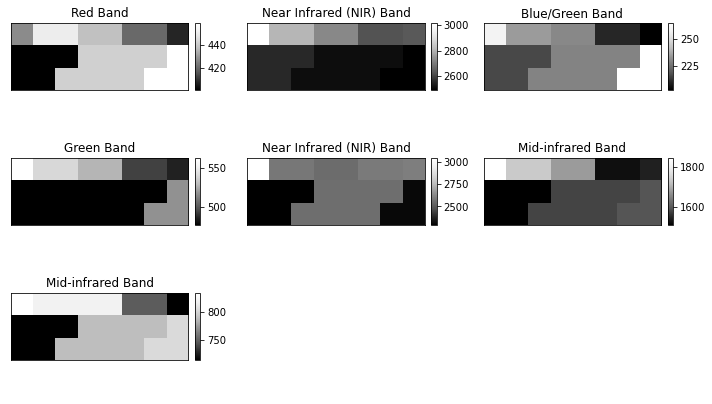 Red Band
440
420
Near Infrared (NIR) Band
3000
2800
2600
Blue/Green Band
250
225
Green Band
550
500
Near Infrared (NIR) Band
3000
2750
2500
Mid-infrared Band
1800
1600
Mid-infrared Band
800
750